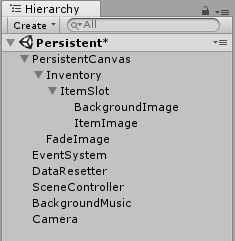 Hierarchy
Create All
Persistent*
PersistentCanvas
Inventory
ItemSlot
BackgroundImage
ItemImage
FadeImage
EventSystem
DataResetter
SceneController
BackgroundMusic
Camera